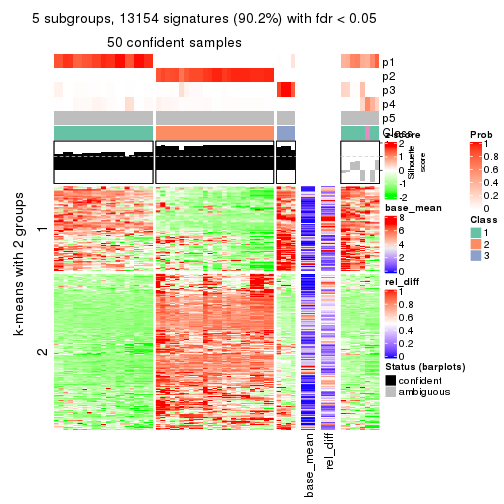 5 subgroups, 13154 signatures (90.2%) with fdr < 0.05
50 confident samples
p1
p2
p3
p4
p5
Class
Silhouette
score
k-means with 2 groups
1
2
base_mean
rel_diff
z-score
2
1
0
-1
-2
base_mean
8
6
4
2
0
rel_diff
1
0.8
0.6
0.4
0.2
0
Status (barplots)
confident
ambiguous
Prob
1
0.8
0.6
0.4
0.2
0
Class
1
2
3